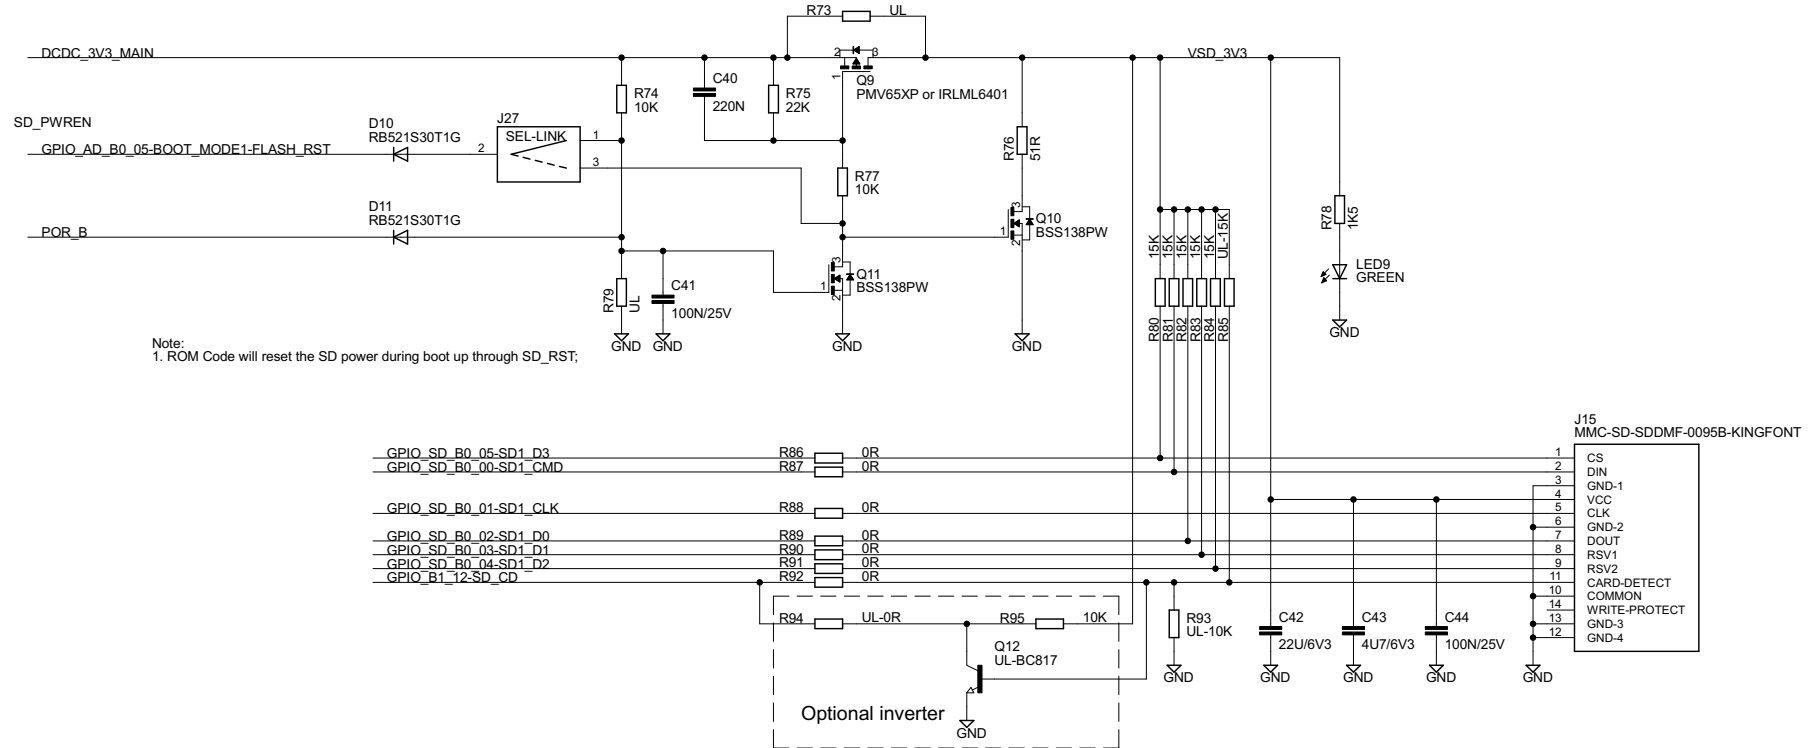 R73 UL
DCDC_3V3_MAIN
2 3
VSD_3V3
1
Q9
PMV65XP or IRLML6401
R74
10K
C40
220N
R75
22K
SD_PWREN
D10
RB521S30T1G
J27
SEL-LINK
1
2
3
GPIO_AD_B0_05-BOOT_MODE1-FLASH_RST
R76
51R
R77
10K
D11
RB521S30T1G
POR_B
3
1
2
Q10
BSS138PW
R78
1K5
15K
15K
15K
15K
15K
UL-15K
LED9
GREEN
GND
3
1
2
Q11
BSS138PW
R79
UL
C41
100N/25V
R80
R81
R82
R83
R84
R85
GND GND GND GND
Note:
1. ROM Code will reset the SD power during boot up through SD_RST;
J15
MMC-SD-SDDMF-0095B-KINGFONT
GPIO_SD_B0_05-SD1_D3 R86 0R
GPIO_SD_B0_00-SD1_CMD R87 0R
GPIO_SD_B0_01-SD1_CLK R88 0R
GPIO_SD_B0_02-SD1_D0 R89 0R
GPIO_SD_B0_03-SD1_D1 R90 0R
GPIO_SD_B0_04-SD1_D2 R91 0R
GPIO_B1_12-SD_CD R92 0R
1 CS
2 DIN
3 GND-1
4 VCC
5 CLK
6 GND-2
7 DOUT
8 RSV1
9 RSV2
11 CARD-DETECT
10 COMMON
14 WRITE-PROTECT
13 GND-3
12 GND-4
R94 UL-0R R95 10K
R93
UL-10K
C42
22U/6V3
C43
4U7/6V3
C44
100N/25V
Q12
UL-BC817
GND GND GND GND GND
Optional inverter
GND